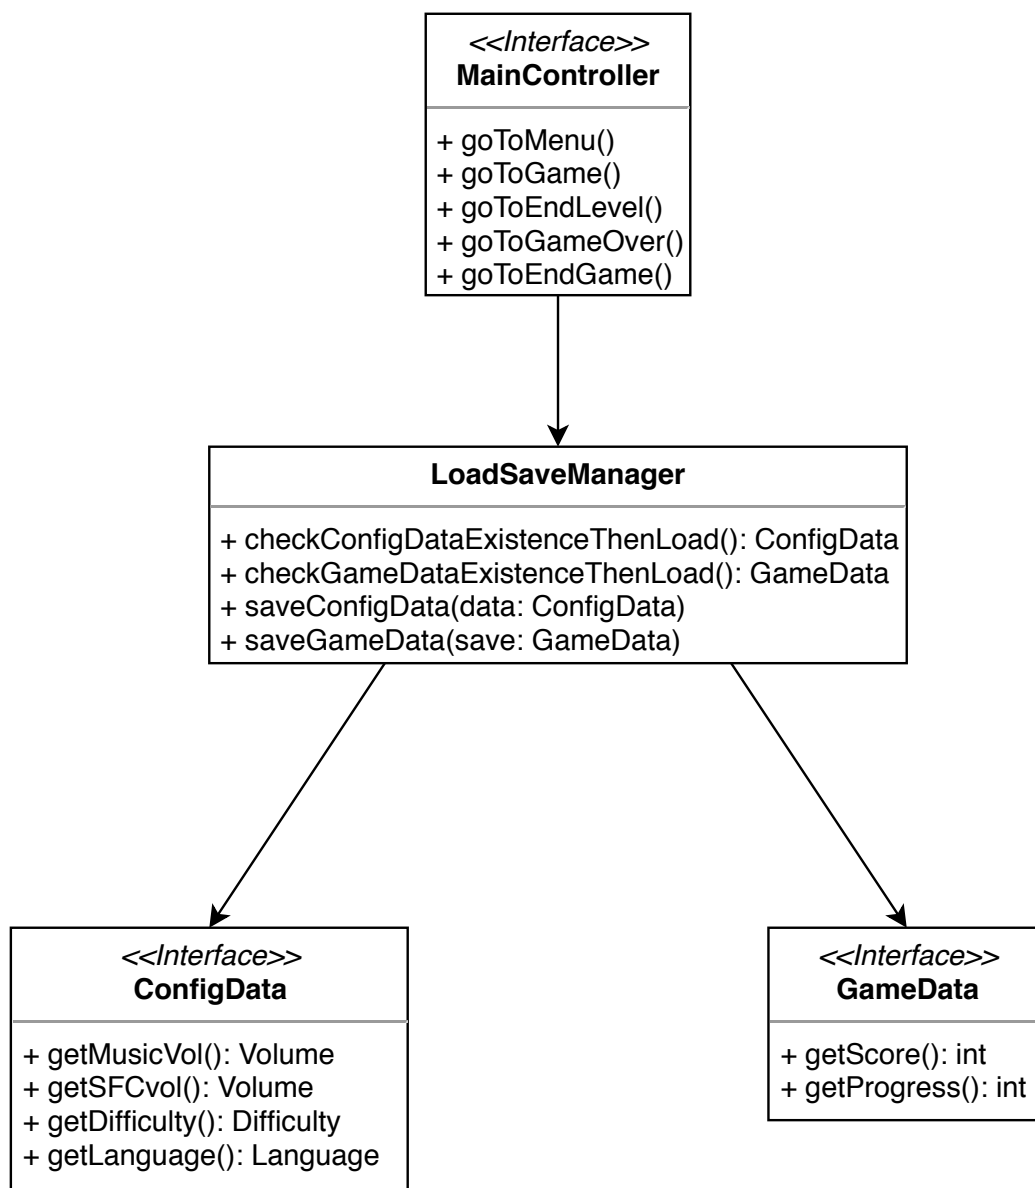 <<Interface>>
MainController
+ goToMenu()
+ goToGame()
+ goToEndLevel()
+ goToGameOver()
+ goToEndGame()
LoadSaveManager
+ checkConfigDataExistenceThenLoad(): ConfigData
+ checkGameDataExistenceThenLoad(): GameData
+ saveConfigData(data: ConfigData)
+ saveGameData(save: GameData)
<<Interface>>
ConfigData
+ getMusicVol(): Volume
+ getSFCvol(): Volume
+ getDifficulty(): Difficulty
+ getLanguage(): Language
<<Interface>>
GameData
+ getScore(): int
+ getProgress(): int